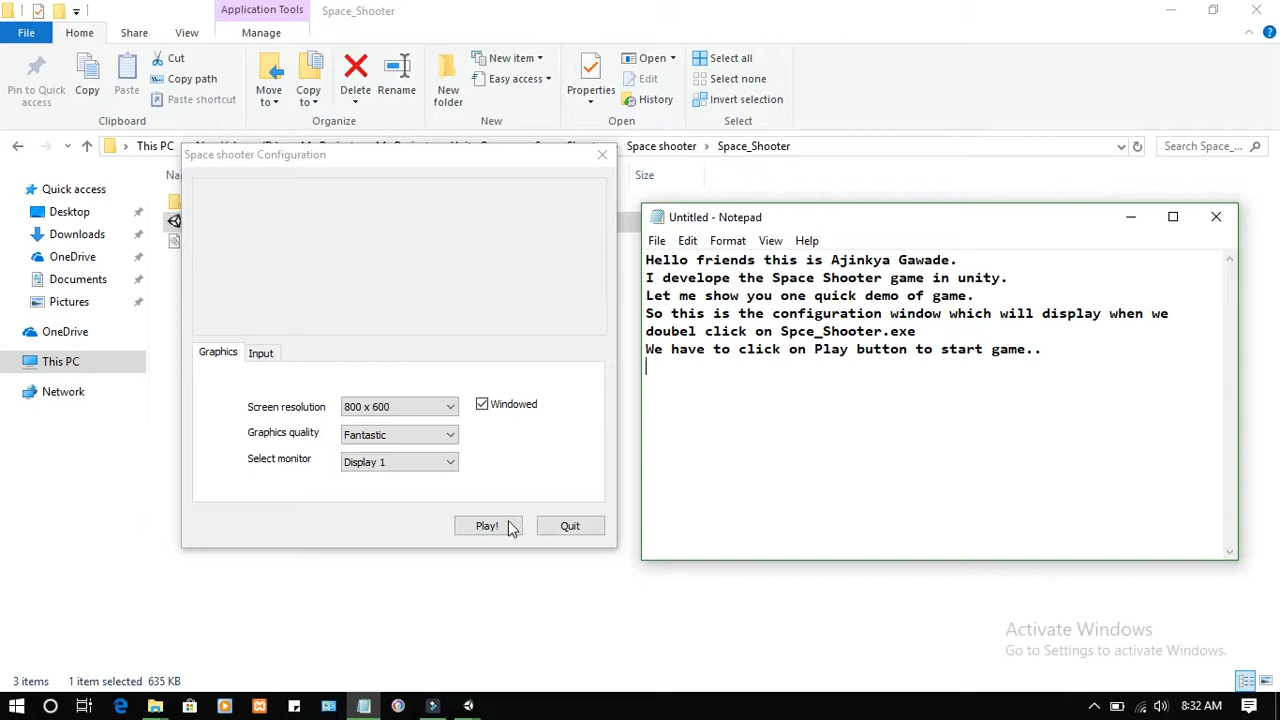 Application Tools
Space_Shooter
File
Home
Share
View
Manage
Pin to Quick access
Copy
Paste
Cut
Copy path
Paste shortcut
Clipboard
Move to
Copy to
Delete
Rename
Organize
New folder
New item
Easy access
New
Properties
Open
Edit
History
Open
Select all
Select none
Invert selection
Select
This PC
Space shooter
Space_Shooter
Search Space_...
Size
Quick access
Desktop
Downloads
OneDrive
Documents
Pictures
OneDrive
This PC
Network
Space shooter Configuration
Graphics
Input
Screen resolution
800 x 600
Windowed
Graphics quality
Fantastic
Select monitor
Display 1
Play!
Quit
Untitled - Notepad
File
Edit
Format
View
Help
Hello friends this is Ajinkya Gawade.
I develope the Space Shooter game in unity.
Let me show you one quick demo of game.
So this is the configuration window which will display when we
doubel click on Spce_Shooter.exe
We have to click on Play button to start game..
Activate Windows
Go to Settings to activate Windows.
3 items
1 item selected 635 KB
8:32 AM